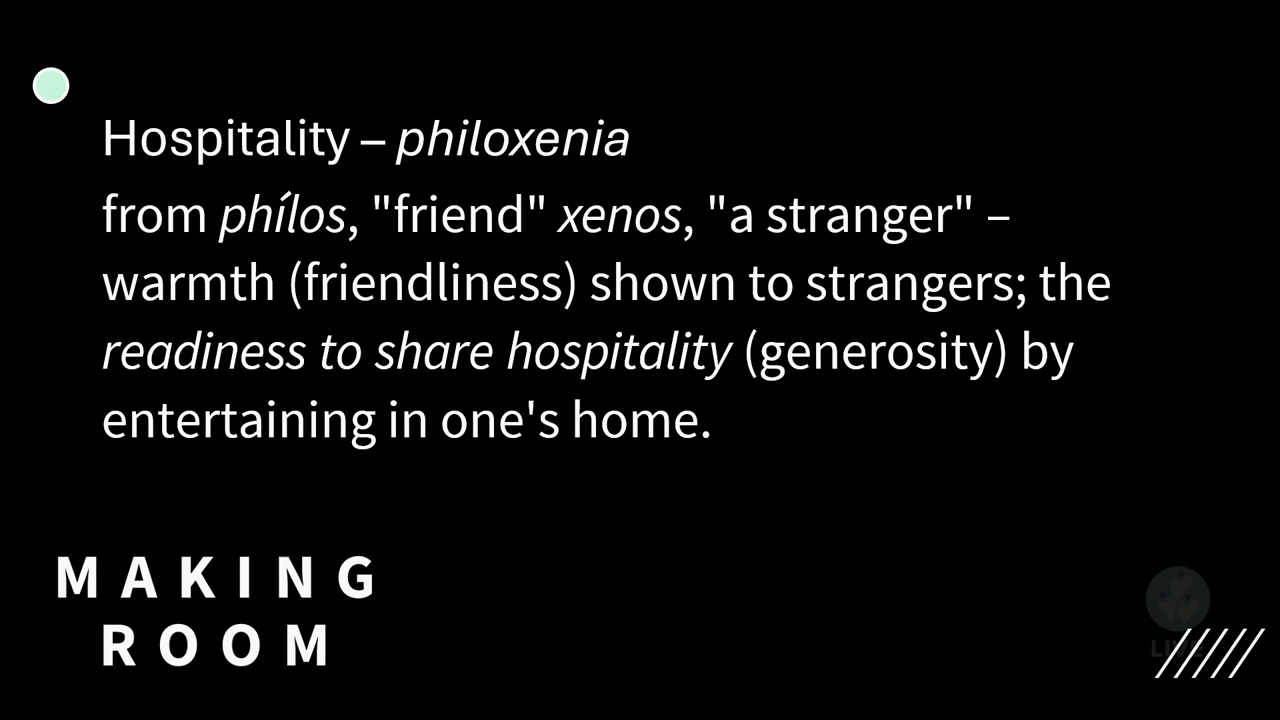 Hospitality – philoxenia
from phílos, "friend" xenos, "a stranger" –
warmth (friendliness) shown to strangers; the
readiness to share hospitality (generosity) by
entertaining in one's home.
MAKING
ROOM
LIVE